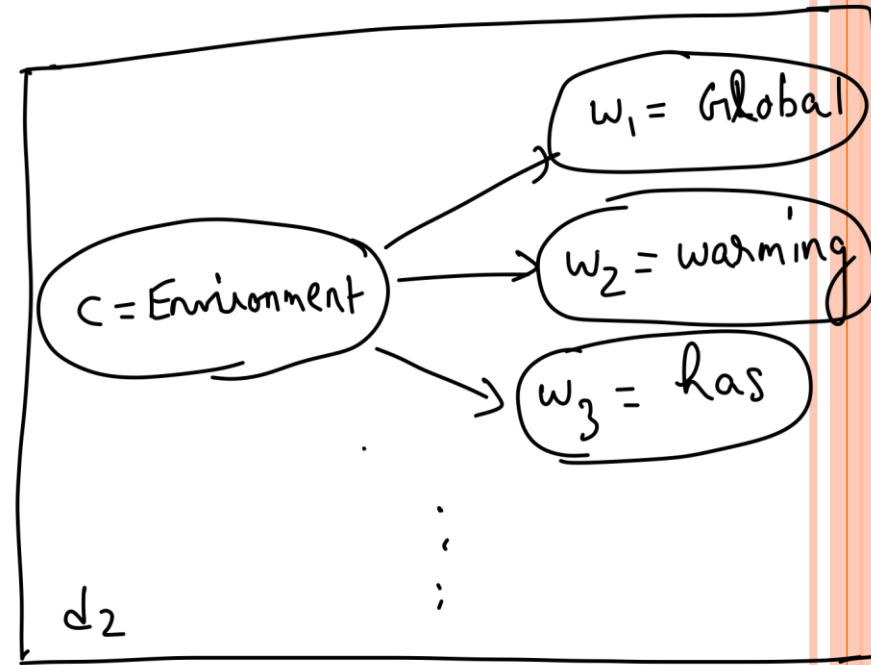 w₁ = Global
w₂ = warming
c = Environment
w₃ = has
d₂